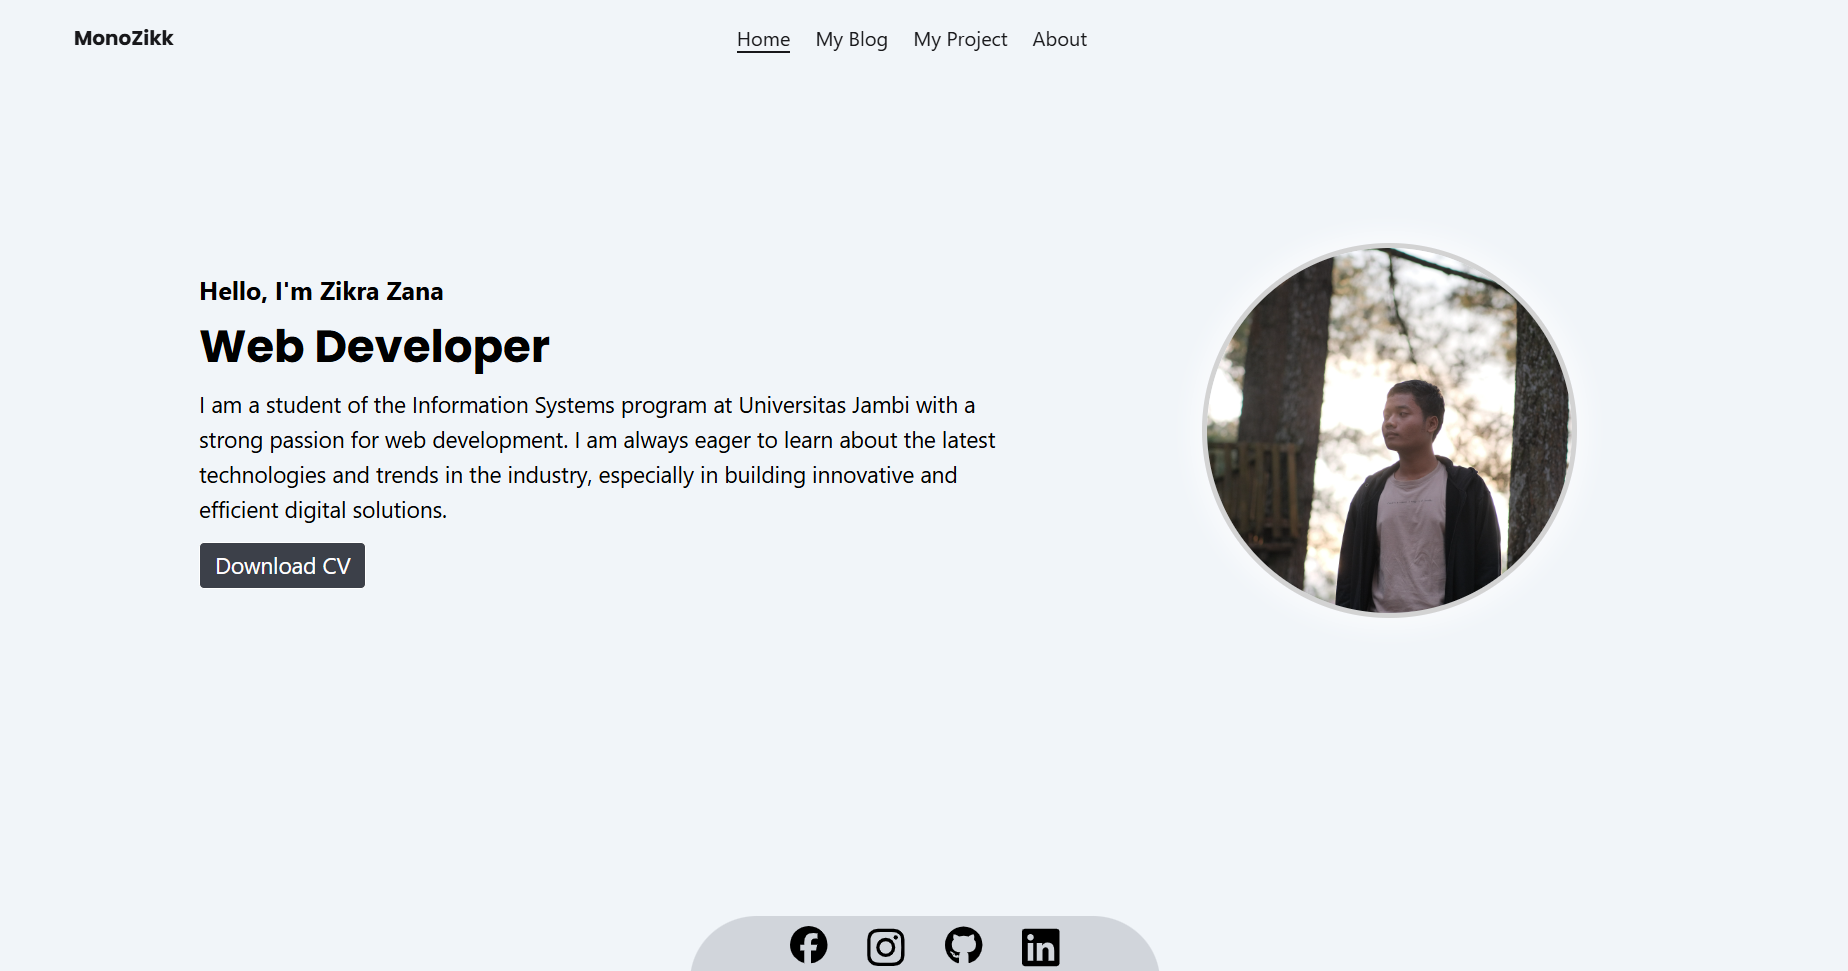 MonoZikk
Home My Blog My Project About
Hello, I'm Zikra Zana
Web Developer
I am a student of the Information Systems program at Universitas Jambi with a
strong passion for web development. I am always eager to learn about the latest
technologies and trends in the industry, especially in building innovative and
efficient digital solutions.
Download CV